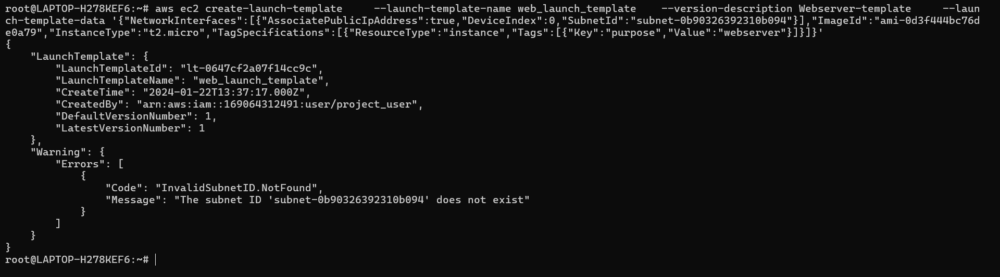 root@LAPTOP-H278KEF6:~# aws ec2 create-launch-template     --launch-template-name web_launch_template    --version-description Webserver-template     --laun
ch-template-data '{"NetworkInterfaces":[{"AssociatePublicIpAddress":true,"DeviceIndex":0,"SubnetId":"subnet-0b90326392310b094"}],"ImageId":"ami-0d3f444bc76d
e0a79","InstanceType":"t2.micro","TagSpecifications":[{"ResourceType":"instance","Tags":[{"Key":"purpose","Value":"webserver"}]}]}'
{
    "LaunchTemplate": {
        "LaunchTemplateId": "lt-0647cf2a07f14cc9c",
        "LaunchTemplateName": "web_launch_template",
        "CreateTime": "2024-01-22T13:37:17.000Z",
        "CreatedBy": "arn:aws:iam::169064312491:user/project_user",
        "DefaultVersionNumber": 1,
        "LatestVersionNumber": 1
    },
    "Warning": {
        "Errors": [
            {
                "Code": "InvalidSubnetID.NotFound",
                "Message": "The subnet ID 'subnet-0b90326392310b094' does not exist"
            }
        ]
    }
}
root@LAPTOP-H278KEF6:~#